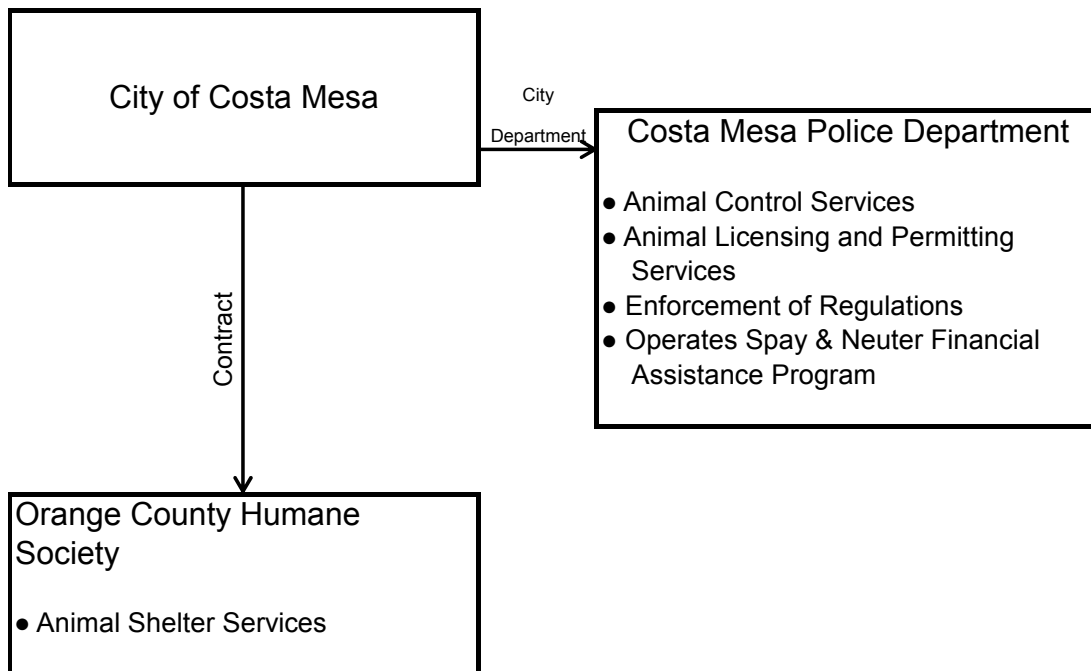 City of Costa Mesa
City
Department
Costa Mesa Police Department
● Animal Control Services
● Animal Licensing and Permitting
Services
● Enforcement of Regulations
● Operates Spay & Neuter Financial
Assistance Program
Contract
Orange County Humane
Society
● Animal Shelter Services